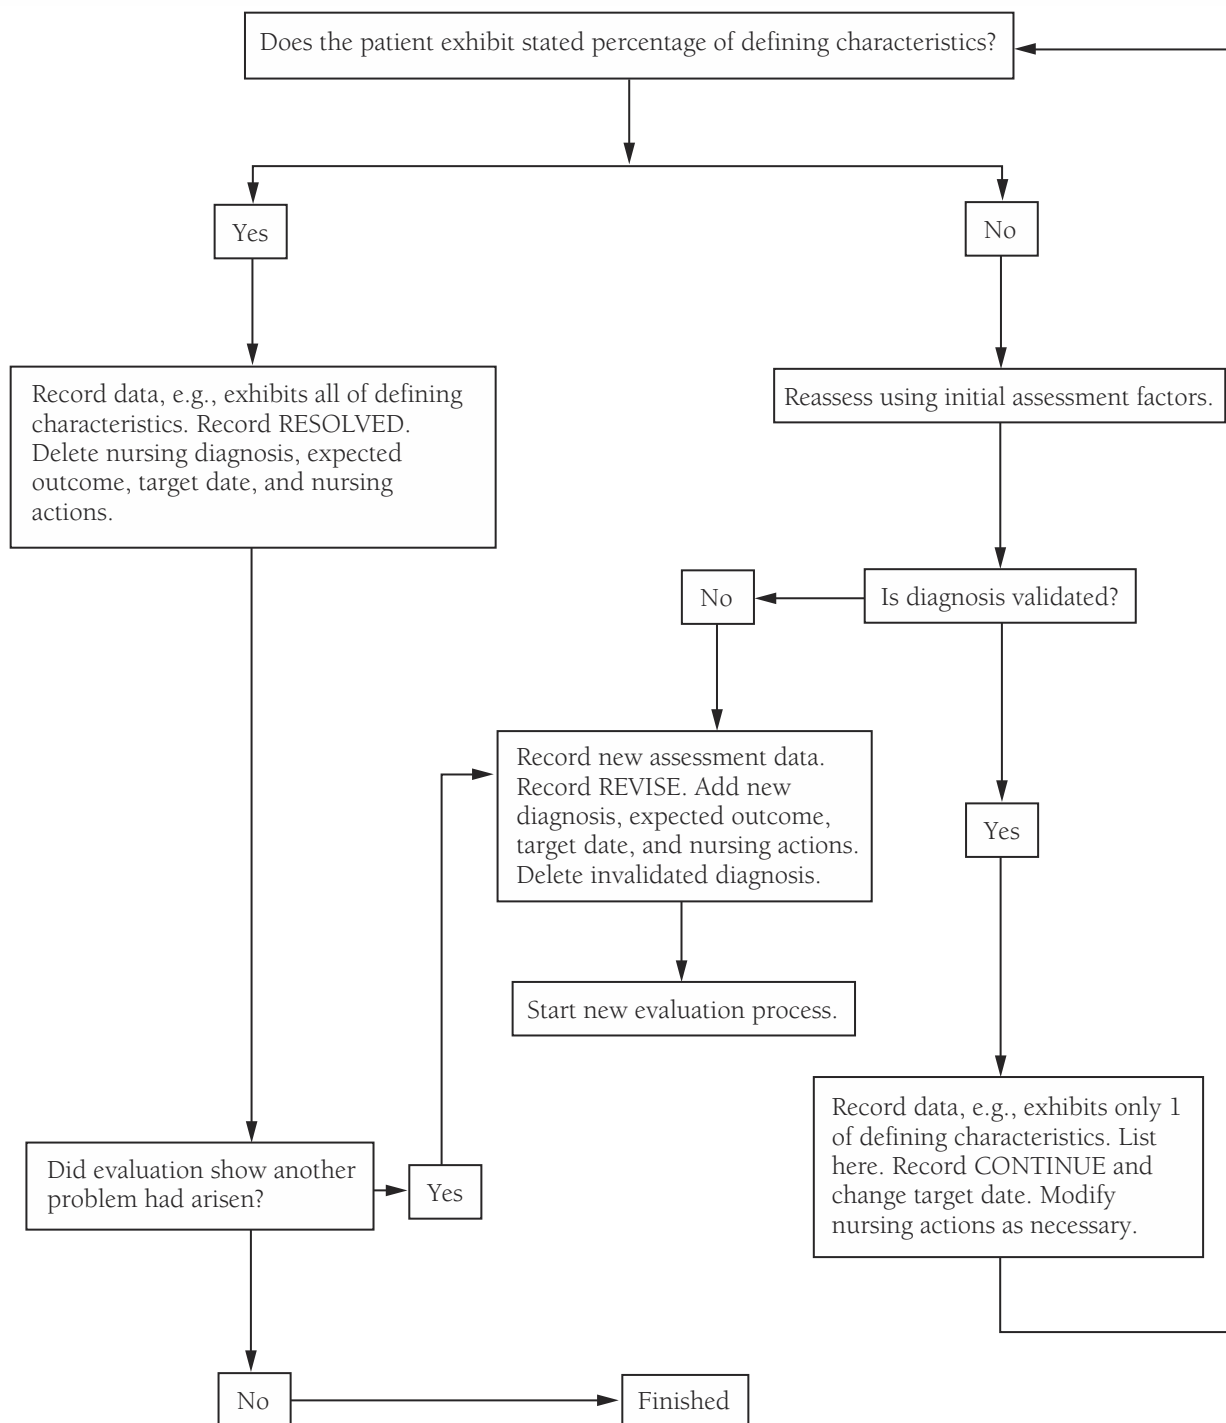 Does the patient exhibit stated percentage of defining characteristics?
Yes
No
Record data, e.g., exhibits all of defining
characteristics. Record RESOLVED.
Delete nursing diagnosis, expected
outcome, target date, and nursing
actions.
Reassess using initial assessment factors.
No
Is diagnosis validated?
Record new assessment data.
Record REVISE. Add new
diagnosis, expected outcome,
target date, and nursing actions.
Delete invalidated diagnosis.
Yes
Start new evaluation process.
Record data, e.g., exhibits only 1
of defining characteristics. List
here. Record CONTINUE and
change target date. Modify
nursing actions as necessary.
Did evaluation show another
problem had arisen?
Yes
No
Finished